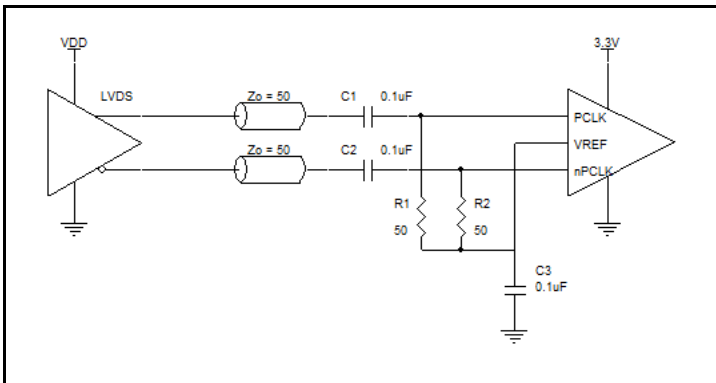 VDD
3.3V
LVDS
Zo = 50
C1
0.1uF
PCLK
VREF
Zo = 50
C2
0.1uF
nPCLK
R1
50
R2
50
C3
0.1uF